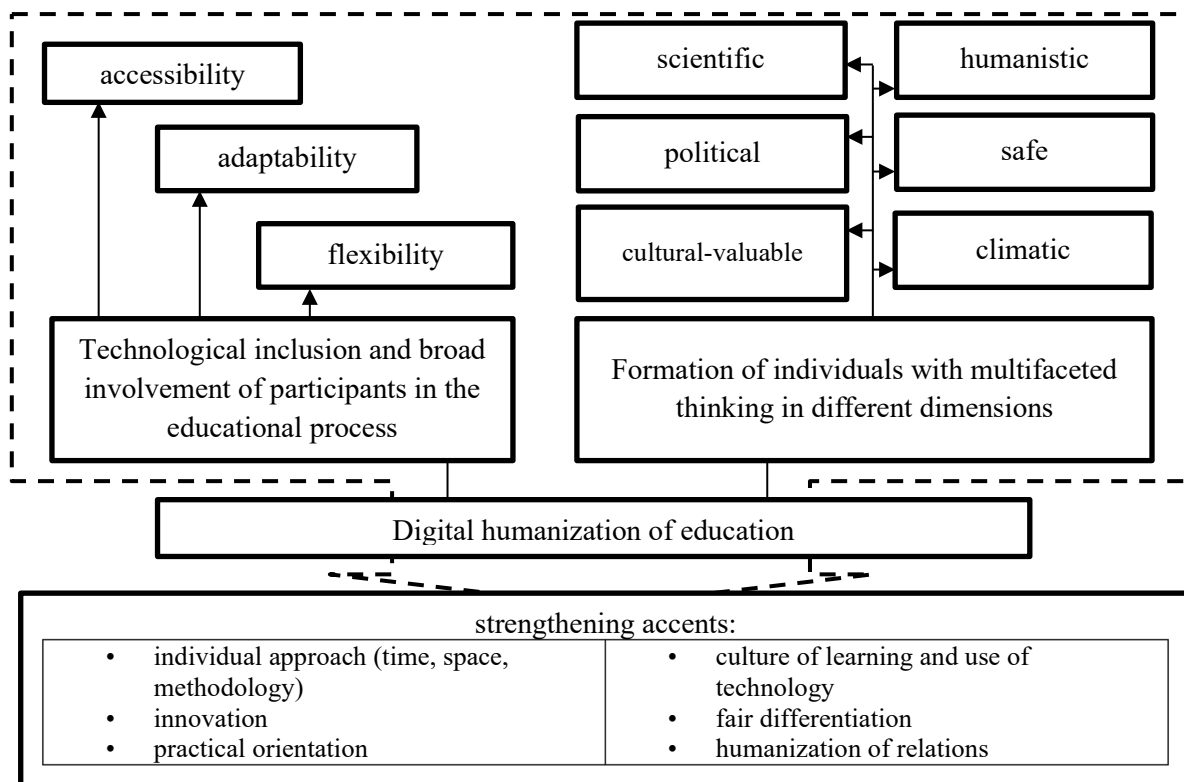 accessibility
adaptability
flexibility
Technological inclusion and broad
involvement of participants in the
educational process
scientific
humanistic
political
safe
cultural-valuable
climatic
Formation of individuals with multifaceted
thinking in different dimensions
Digital humanization of education
strengthening accents:
• individual approach (time, space,
methodology)
• innovation
• practical orientation
• culture of learning and use of
technology
• fair differentiation
• humanization of relations